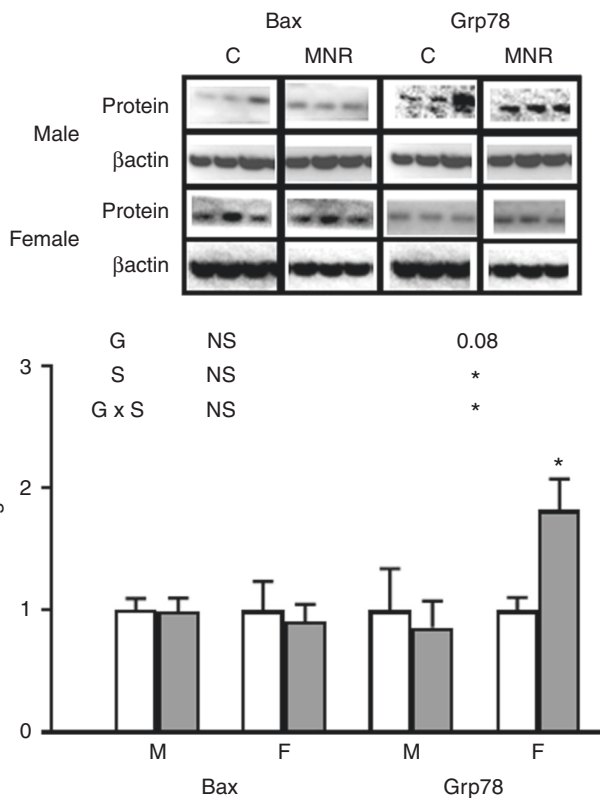 Bax Grp78
C MNR C MNR
Protein
Male
βactin
Protein
Female
βactin
G NS 0.08
S NS *
G x S NS *
3
*
2
1
0
M F M F
Bax Grp78